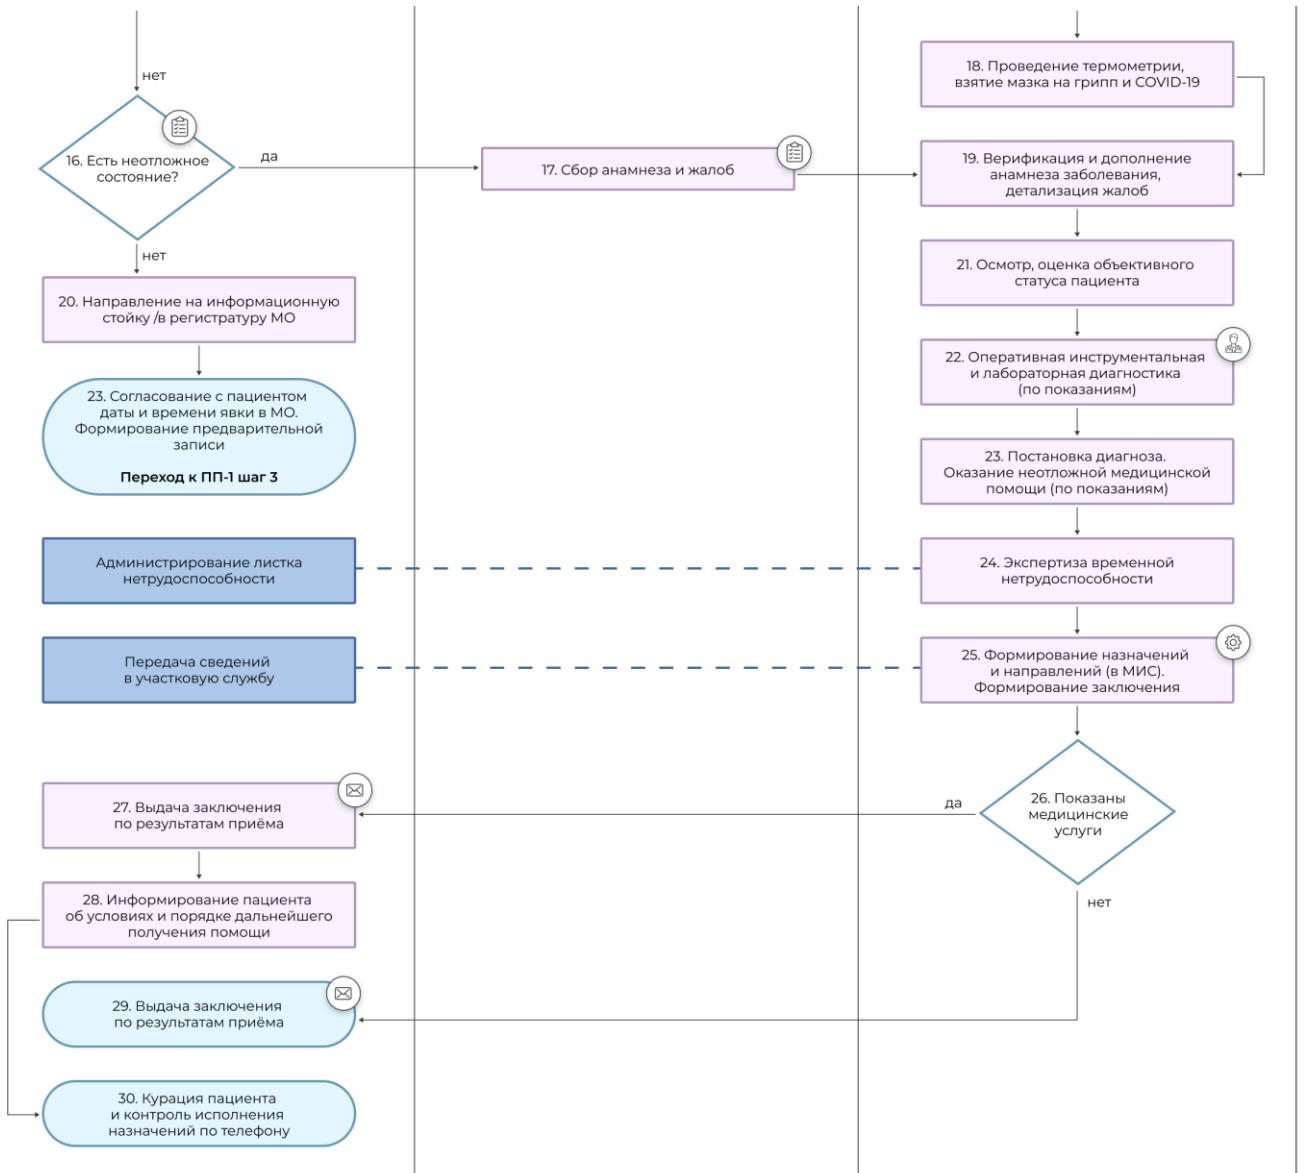 нет
16. Есть неотложное
состояние?
да
нет
17. Сбор анамнеза и жалоб
18. Проведение термометрии,
взятие мазка на грипп и COVID-19
19. Верификация и дополнение
анамнеза заболевания,
детализация жалоб
20. Направление на информационную
стойку /в регистратуру МО
21. Осмотр, оценка объективного
статуса пациента
22. Оперативная инструментальная
и лабораторная диагностика
(по показаниям)
23. Согласование с пациентом
даты и времени явки в МО.
Формирование предварительной
записи
Переход к ПП-1 шаг 3
23. Постановка диагноза.
Оказание неотложной медицинской
помощи (по показаниям)
Администрирование листка
нетрудоспособности
24. Экспертиза временной
нетрудоспособности
Передача сведений
в участковую службу
25. Формирование назначений
и направлений (в МИС).
Формирование заключения
26. Показаны
медицинские
услуги
да
нет
27. Выдача заключения
по результатам приёма
28. Информирование пациента
об условиях и порядке дальнейшего
получения помощи
29. Выдача заключения
по результатам приёма
30. Курация пациента
и контроль исполнения
назначений по телефону